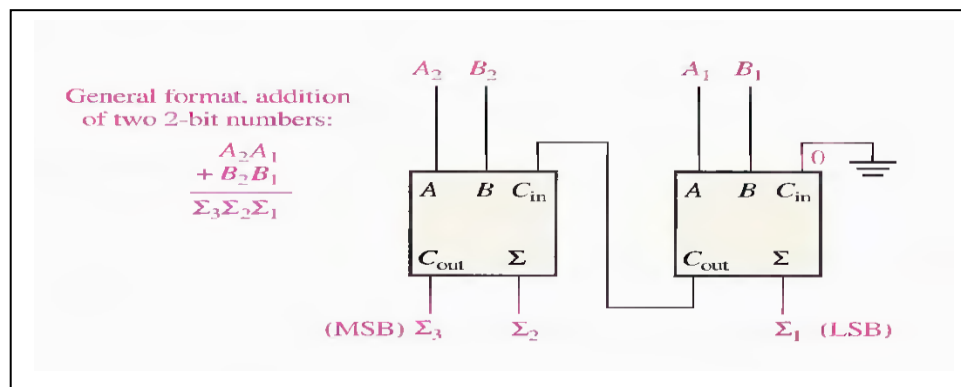 A₂ B₂ A₁ B₁
General format, addition
of two 2-bit numbers:
A₂A₁
+ B₂B₁
Σ₃Σ₂Σ₁
0
A B Cin A B Cin
Cout Σ Cout Σ
(MSB) Σ₃ Σ₂ Σ₁ (LSB)